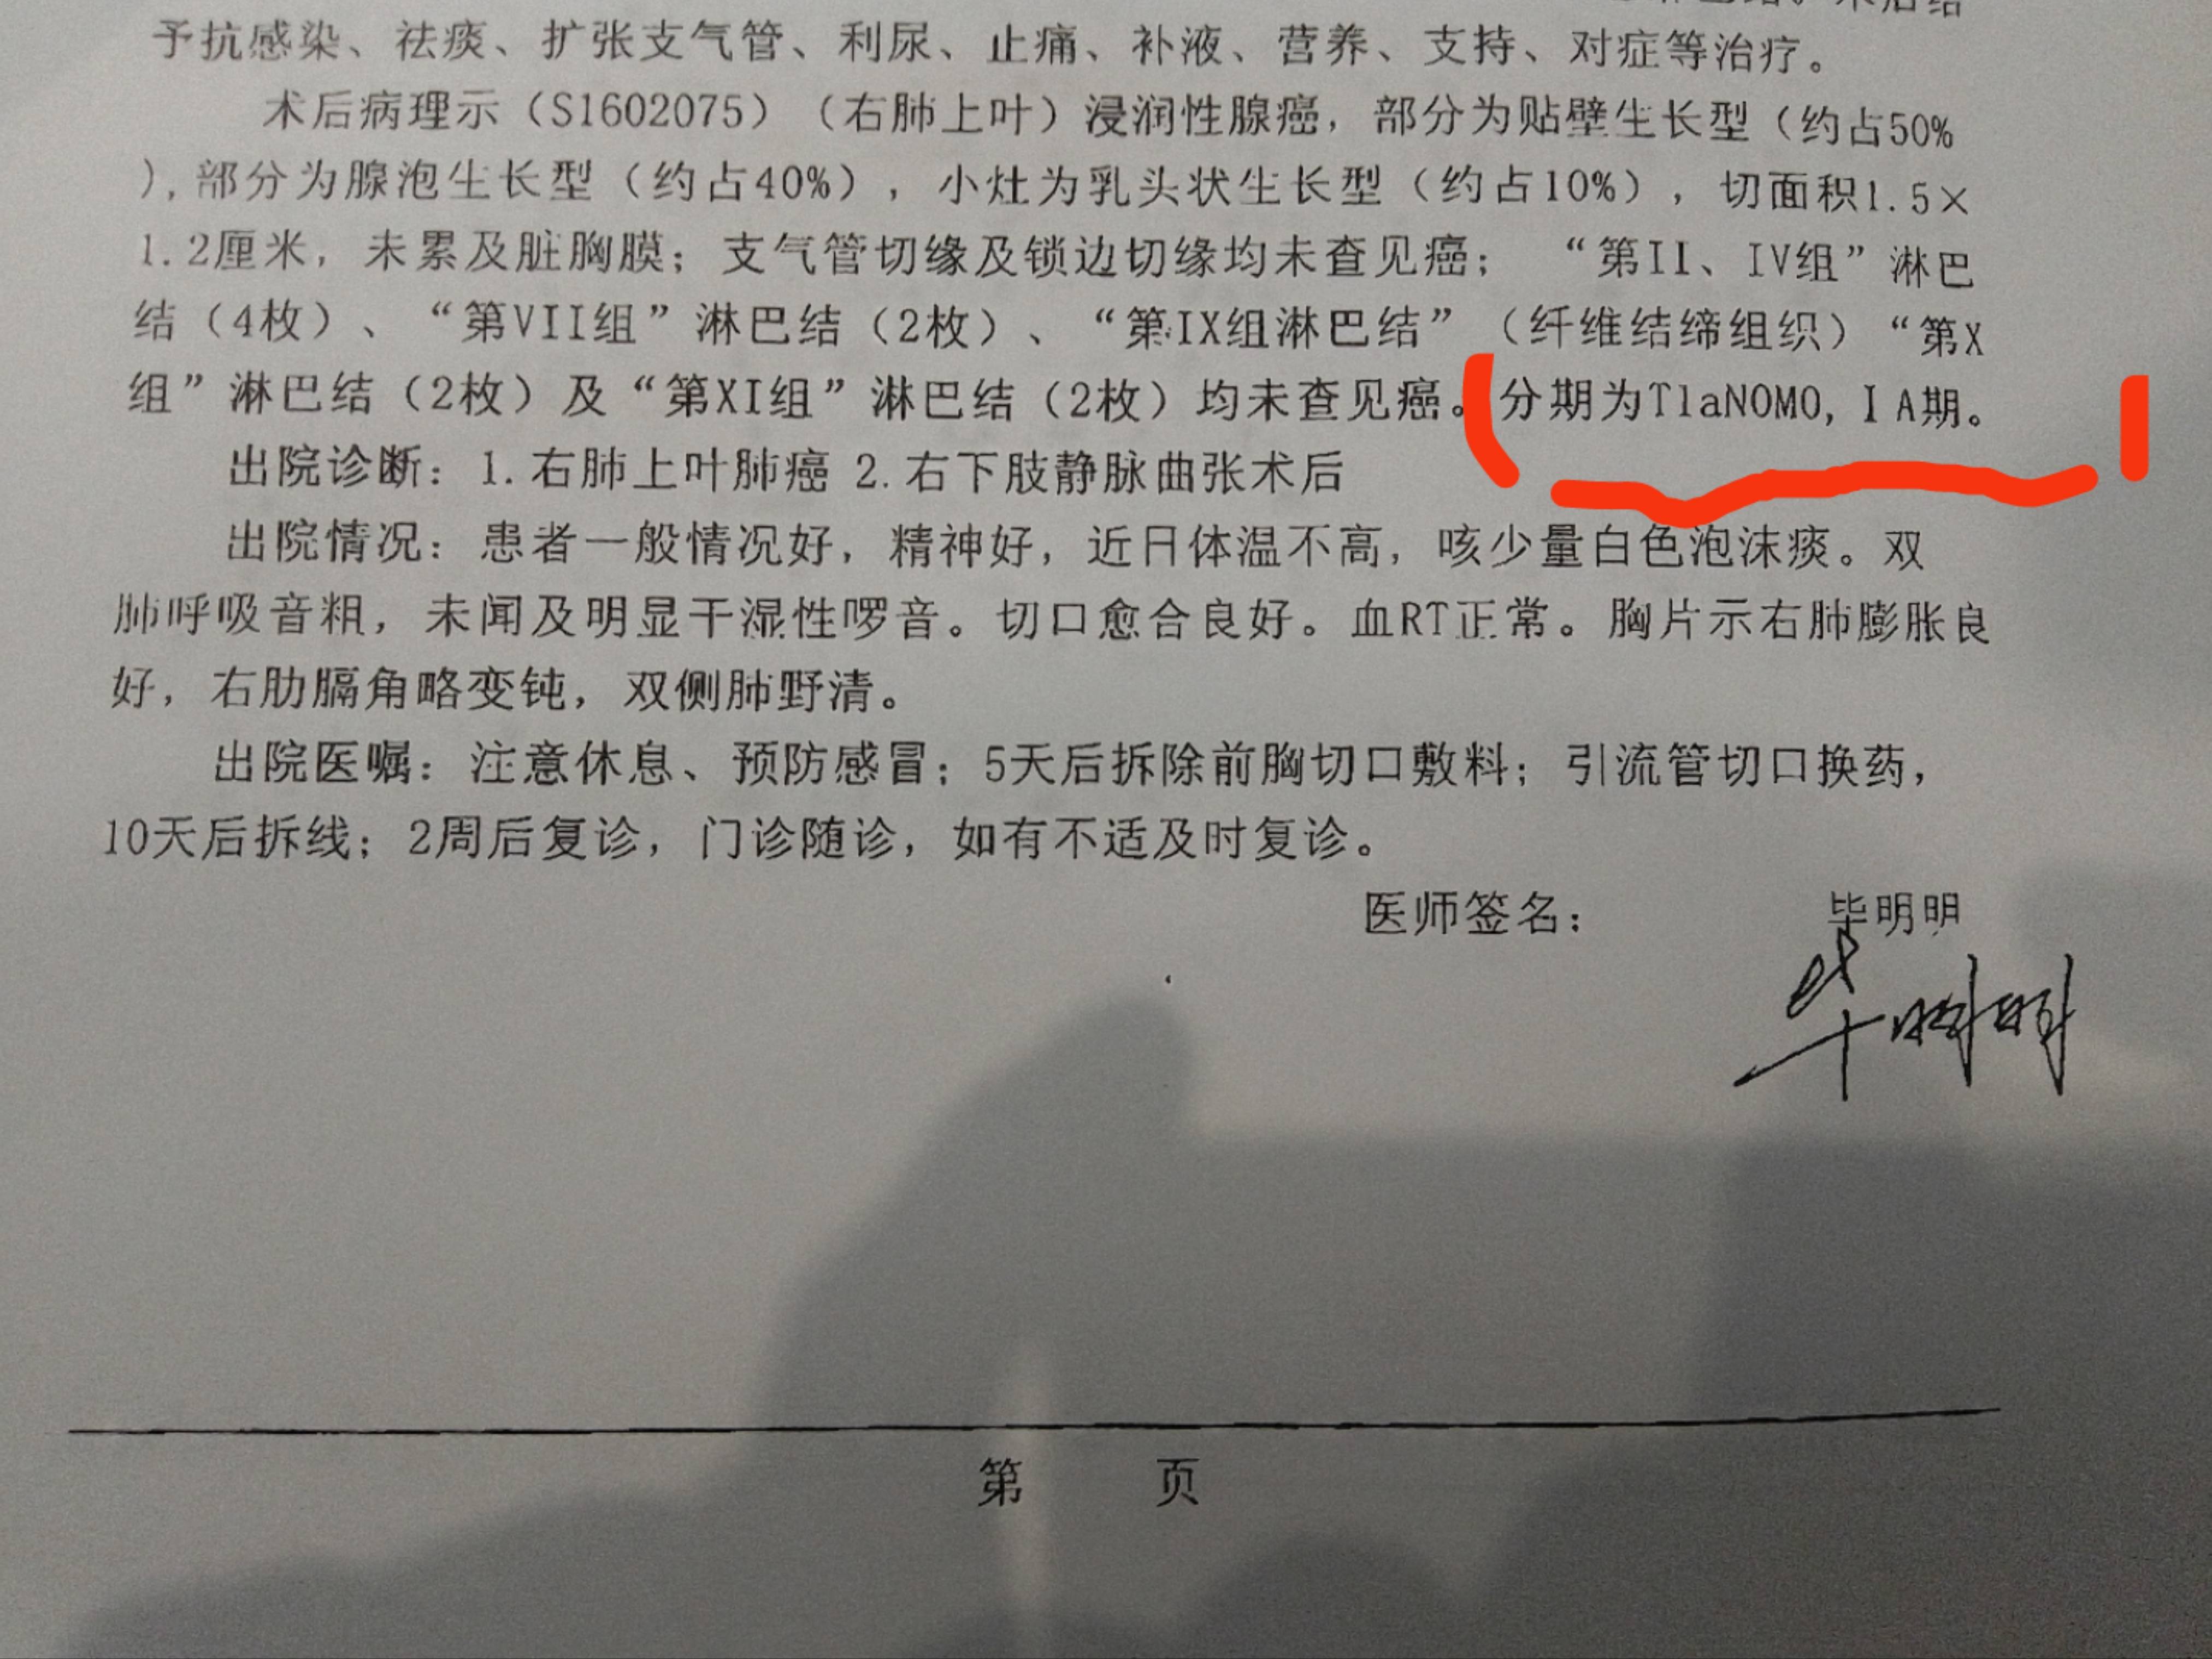 术后给
予抗感染、祛痰、扩张支气管、利尿、止痛、补液、营养、支持、对症等治疗。
术后病理示（S1602075）（右肺上叶）浸润性腺癌，部分为贴壁生长型（约占50%
），部分为腺泡生长型（约占40%），小灶为乳头状生长型（约占10%），切面积1.5×
1.2厘米，未累及脏胸膜；支气管切缘及锁边切缘均未查见癌；“第II、IV组”淋巴
结（4枚）、“第VII组”淋巴结（2枚）、“第IX组淋巴结”（纤维结缔组织）“第X
组”淋巴结（2枚）及“第XI组”淋巴结（2枚）均未查见癌。分期为T1aN0M0，I A期。
出院诊断：1.右肺上叶肺癌 2.右下肢静脉曲张术后
出院情况：患者一般情况好，精神好，近日体温不高，咳少量白色泡沫痰。双
肺呼吸音粗，未闻及明显干湿性啰音。切口愈合良好。血RT正常。胸片示右肺膨胀良
好，右肋膈角略变钝，双侧肺野清。
出院医嘱：注意休息、预防感冒；5天后拆除前胸切口敷料；引流管切口换药，
10天后拆线；2周后复诊，门诊随诊，如有不适及时复诊。
医师签名： 毕明明
毕明明
第 页